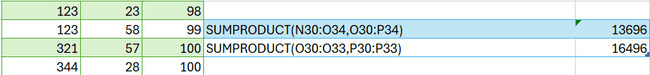 123 23 98
123 58 99 SUMPRODUCT(N30:O34,O30:P34) 13696
321 57 100 SUMPRODUCT(O30:O33,P30:P33) 16496
344 28 100